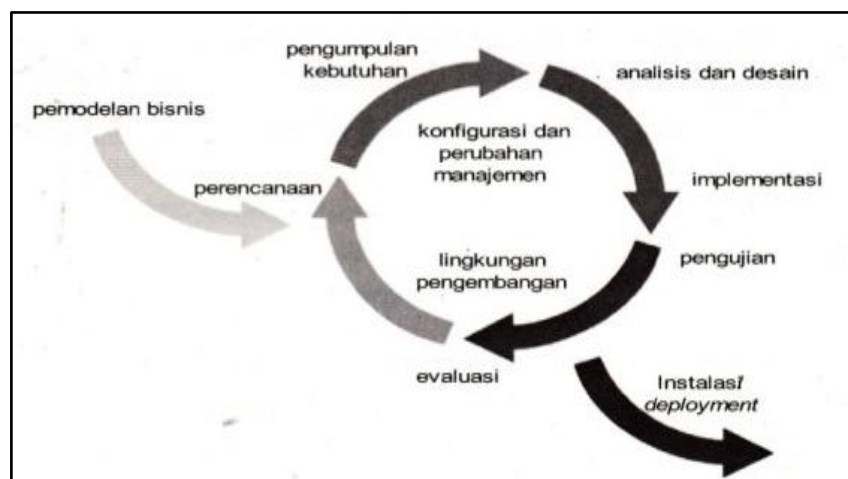 pengumpulan
kebutuhan
analisis dan desain
pemodelan bisnis
konfigurasi dan
perubahan
manajemen
perencanaan
implementasi
lingkungan
pengembangan
pengujian
evaluasi
Instalasi/
deployment